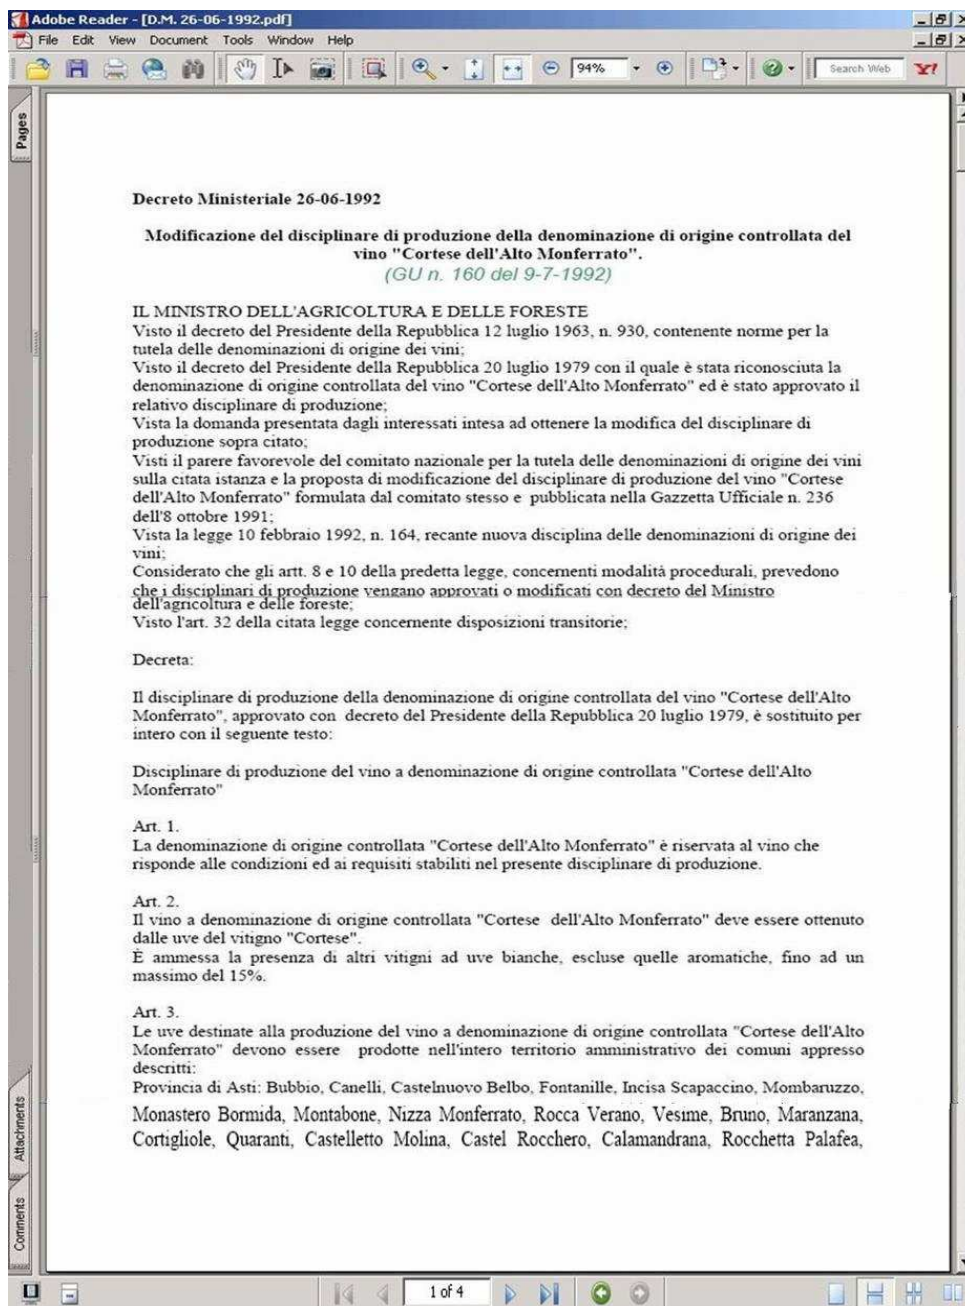 Adobe Reader - [D.M. 26-06-1992.pdf]
File Edit View Document Tools Window Help
94%
Search Web
Y!
Pages
Decreto Ministeriale 26-06-1992
Modificazione del disciplinare di produzione della denominazione di origine controllata del
vino "Cortese dell'Alto Monferrato".
(GU n. 160 del 9-7-1992)
IL MINISTRO DELL'AGRICOLTURA E DELLE FORESTE
Visto il decreto del Presidente della Repubblica 12 luglio 1963, n. 930, contenente norme per la
tutela delle denominazioni di origine dei vini;
Visto il decreto del Presidente della Repubblica 20 luglio 1979 con il quale è stata riconosciuta la
denominazione di origine controllata del vino "Cortese dell'Alto Monferrato" ed è stato approvato il
relativo disciplinare di produzione;
Vista la domanda presentata dagli interessati intesa ad ottenere la modifica del disciplinare di
produzione sopra citato;
Visti il parere favorevole del comitato nazionale per la tutela delle denominazioni di origine dei vini
sulla citata istanza e la proposta di modificazione del disciplinare di produzione del vino "Cortese
dell'Alto Monferrato" formulata dal comitato stesso e pubblicata nella Gazzetta Ufficiale n. 236
dell'8 ottobre 1991;
Vista la legge 10 febbraio 1992, n. 164, recante nuova disciplina delle denominazioni di origine dei
vini;
Considerato che gli artt. 8 e 10 della predetta legge, concernenti modalità procedurali, prevedono
che i disciplinari di produzione vengano approvati o modificati con decreto del Ministro
dell'agricoltura e delle foreste;
Visto l'art. 32 della citata legge concernente disposizioni transitorie;
Decreta:
Il disciplinare di produzione della denominazione di origine controllata del vino "Cortese dell'Alto
Monferrato", approvato con decreto del Presidente della Repubblica 20 luglio 1979, è sostituito per
intero con il seguente testo:
Disciplinare di produzione del vino a denominazione di origine controllata "Cortese dell'Alto
Monferrato"
Art. 1.
La denominazione di origine controllata "Cortese dell'Alto Monferrato" è riservata al vino che
risponde alle condizioni ed ai requisiti stabiliti nel presente disciplinare di produzione.
Art. 2.
Il vino a denominazione di origine controllata "Cortese dell'Alto Monferrato" deve essere ottenuto
dalle uve del vitigno "Cortese".
È ammessa la presenza di altri vitigni ad uve bianche, escluse quelle aromatiche, fino ad un
massimo del 15%.
Art. 3.
Le uve destinate alla produzione del vino a denominazione di origine controllata "Cortese dell'Alto
Monferrato" devono essere prodotte nell'intero territorio amministrativo dei comuni appresso
descritti:
Provincia di Asti: Bubbio, Canelli, Castelnuovo Belbo, Fontanille, Incisa Scapaccino, Mombaruzzo,
Monastero Bormida, Montabone, Nizza Monferrato, Rocca Verano, Vesime, Bruno, Maranzana,
Cortigliole, Quaranti, Castelletto Molina, Castel Rocchero, Calamandrana, Rocchetta Palafea,
Attachments
Comments
1 of 4